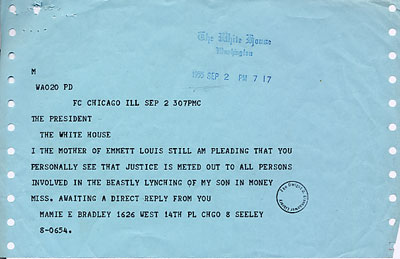 The White House
Washington
1955 SEP 2 PM 7 17
M
WA020 PD
FC CHICAGO ILL SEP 2 307PMC
THE PRESIDENT
THE WHITE HOUSE
I THE MOTHER OF EMMETT LOUIS STILL AM PLEADING THAT YOU
PERSONALLY SEE THAT JUSTICE IS METED OUT TO ALL PERSONS
INVOLVED IN THE BEASTLY LYNCHING OF MY SON IN MONEY
MISS. AWAITING A DIRECT REPLY FROM YOU
MAMIE E BRADLEY 1626 WEST 14TH PL CHGO 8 SEELEY
8-0654.